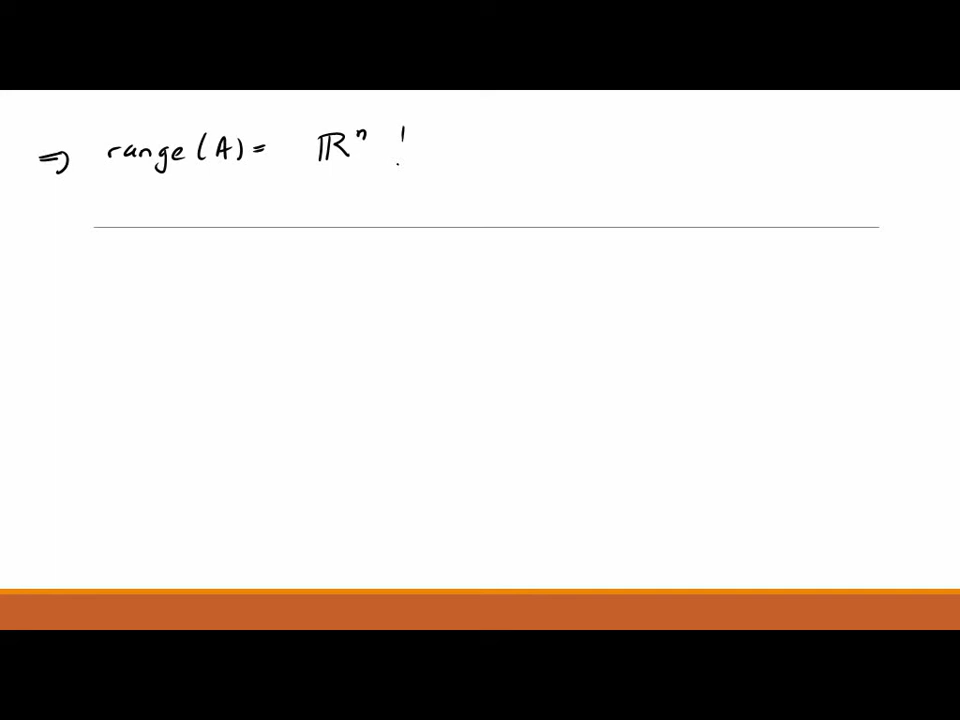 ⇒ range(A) = ℝⁿ !